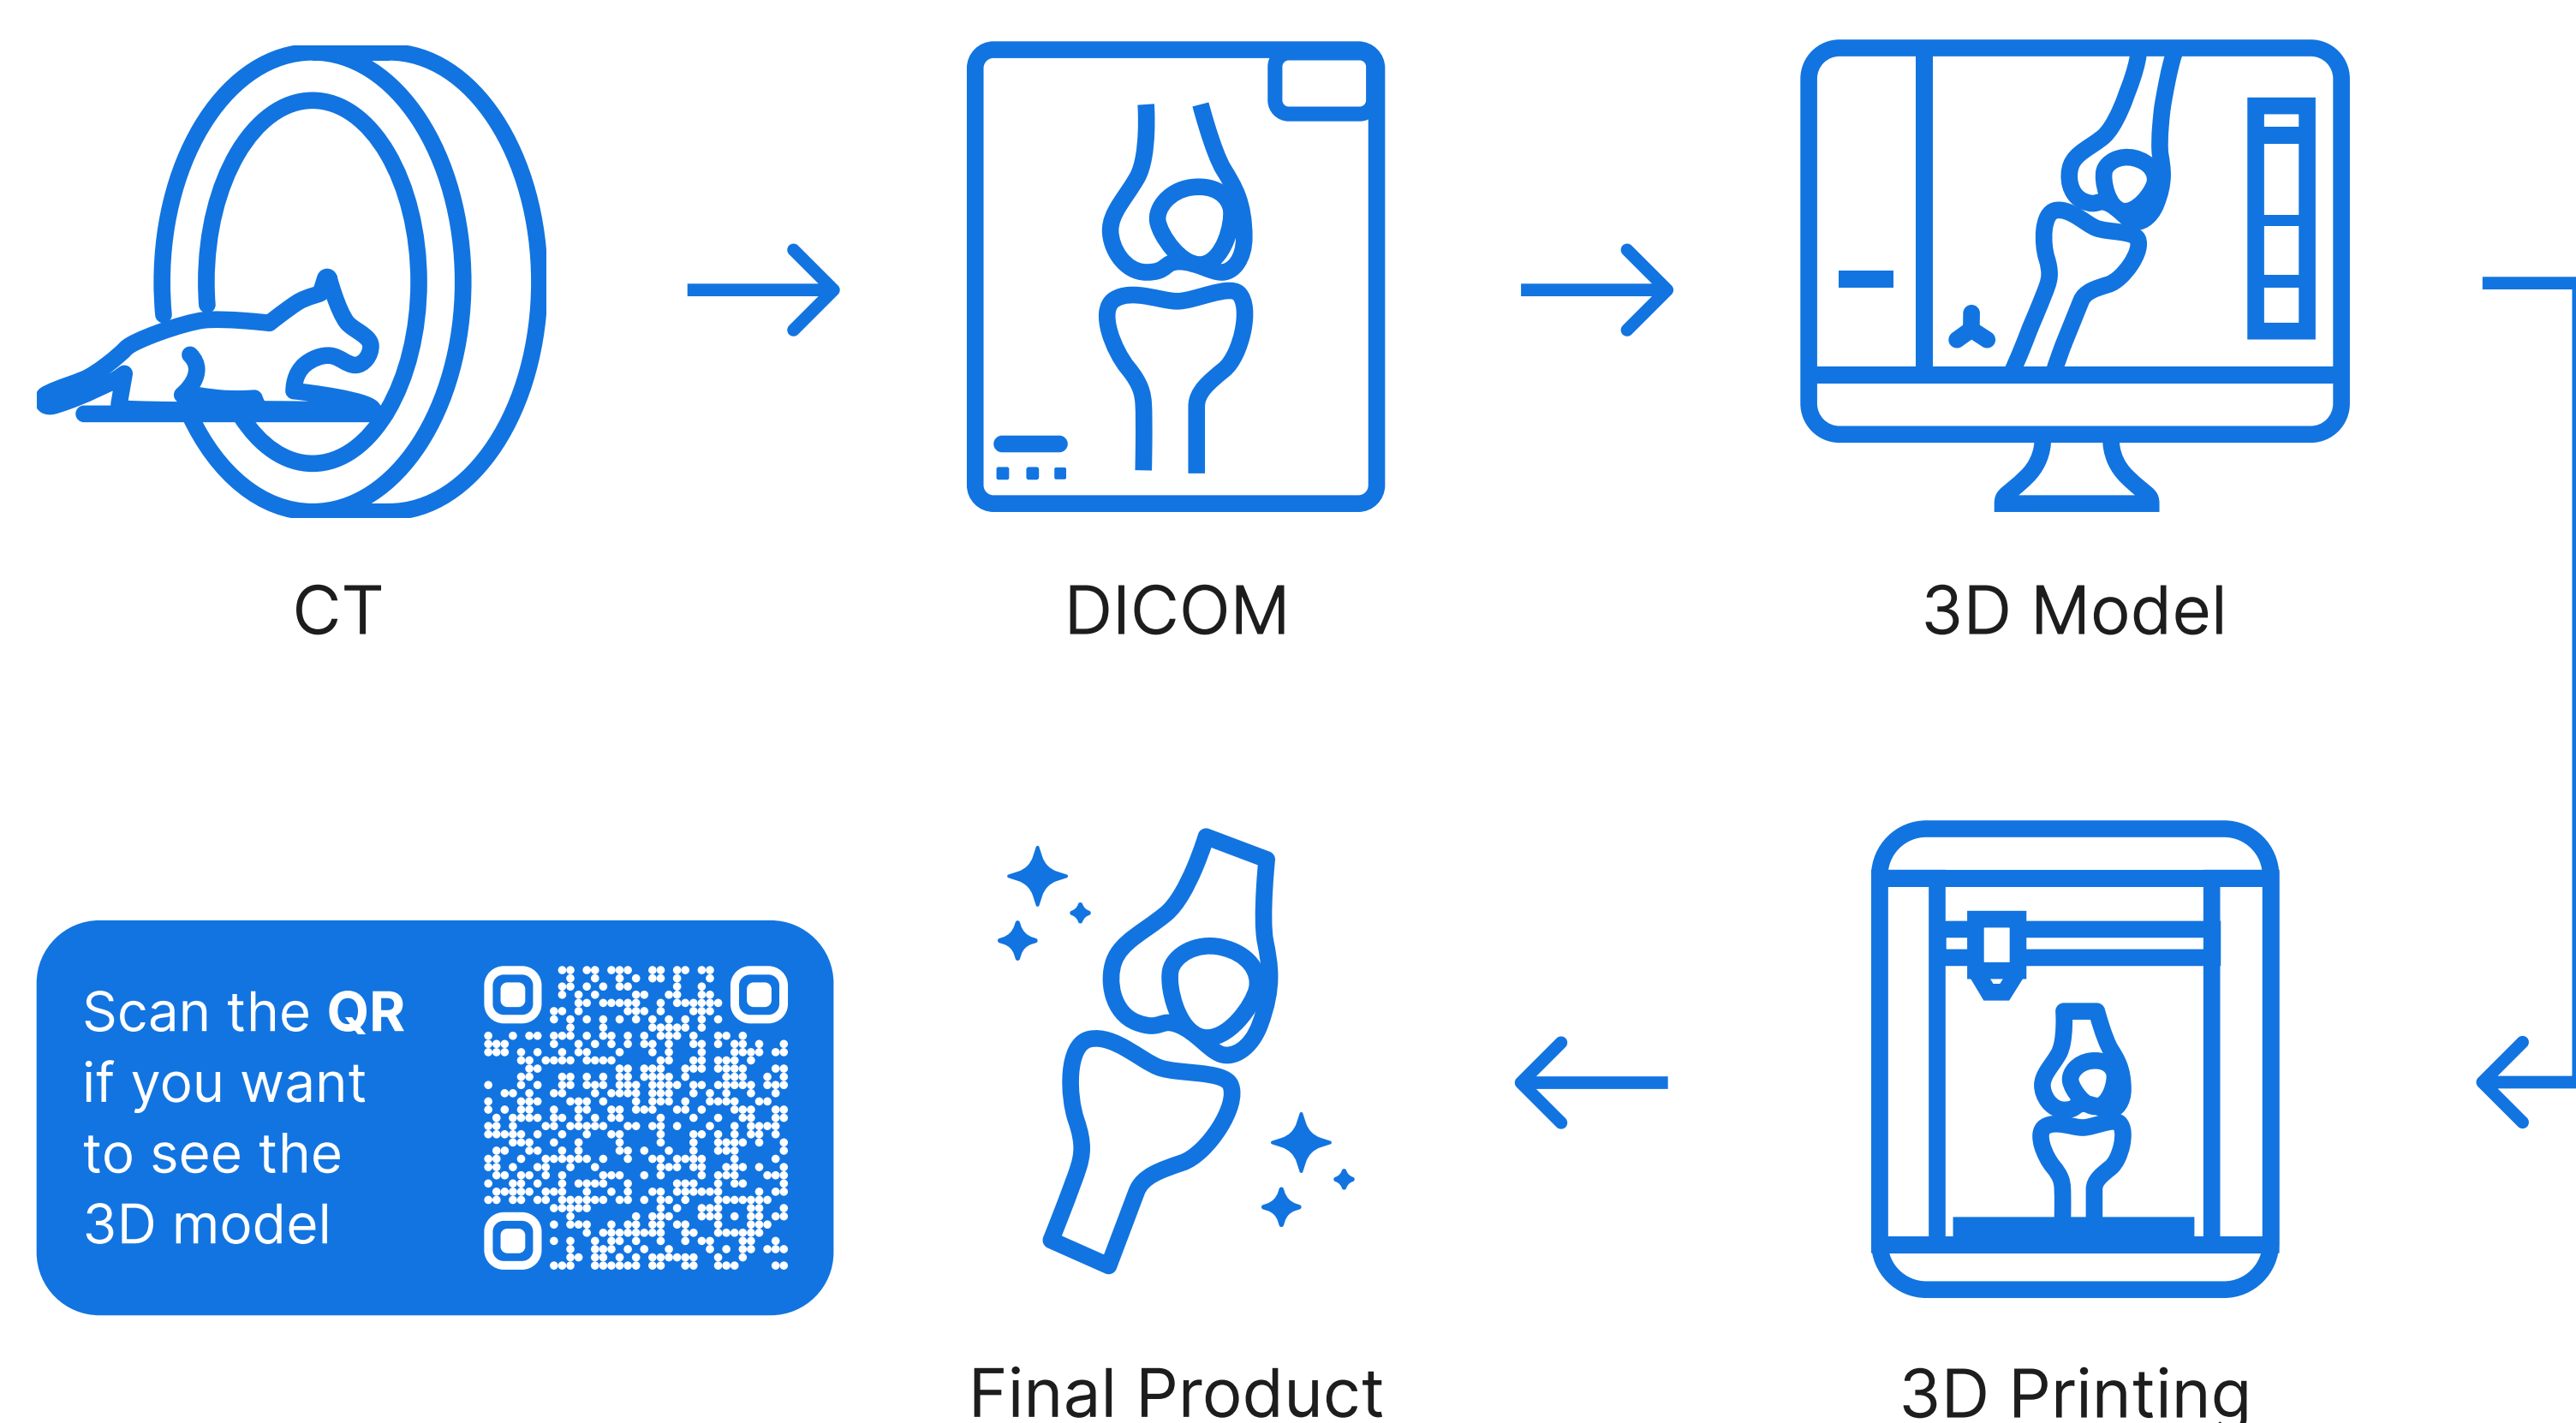 CT
DICOM
3D Model
Scan the QR
if you want
to see the
3D model
Final Product
3D Printing